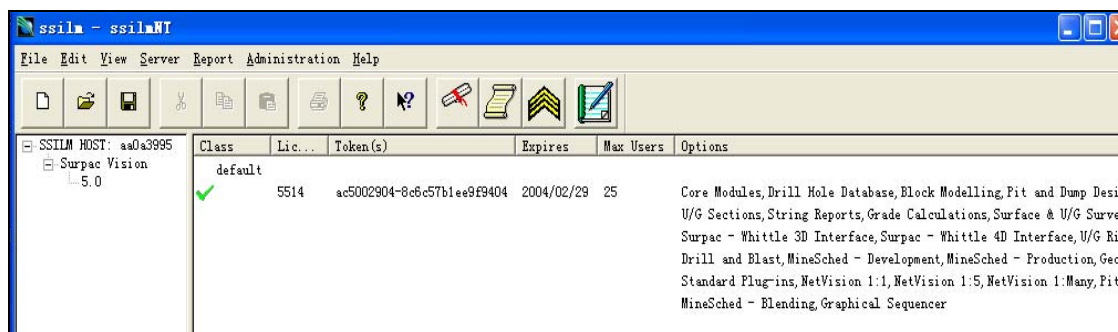 ssilm - ssilmNT
File Edit View Server Report Administration Help
SSILM HOST: aa0a3995
Surpac Vision
5.0
Class Lic... Token(s) Expires Max Users Options
default
5514 ac5002904-8c6c57b1ee9f9404 2004/02/29 25 Core Modules,Drill Hole Database,Block Modelling,Pit and Dump Desi
U/G Sections,String Reports,Grade Calculations,Surface & U/G Surve
Surpac - Whittle 3D Interface,Surpac - Whittle 4D Interface,U/G Ri
Drill and Blast,MineSched - Development,MineSched - Production,Geo
Standard Plug-ins,NetVision 1:1,NetVision 1:5,NetVision 1:Many,Pit
MineSched - Blending,Graphical Sequencer